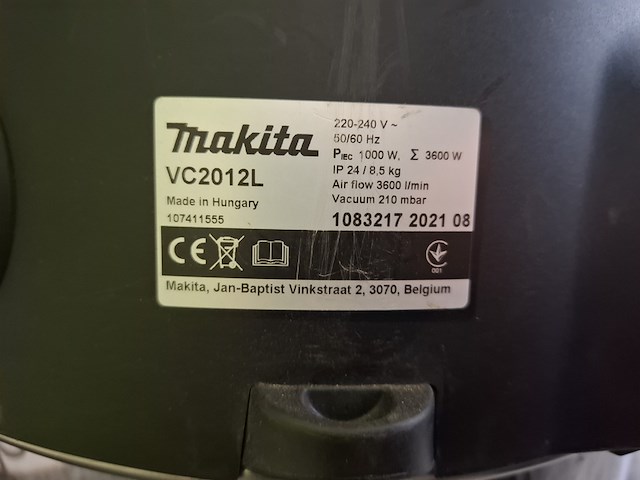 makita
VC2012L
Made in Hungary
107411555
220-240 V ~
50/60 Hz
PIEC 1000 W, Σ 3600 W
IP 24 / 8,5 kg
Air flow 3600 l/min
Vacuum 210 mbar
1083217 2021 08
CE
001
Makita, Jan-Baptist Vinkstraat 2, 3070, Belgium